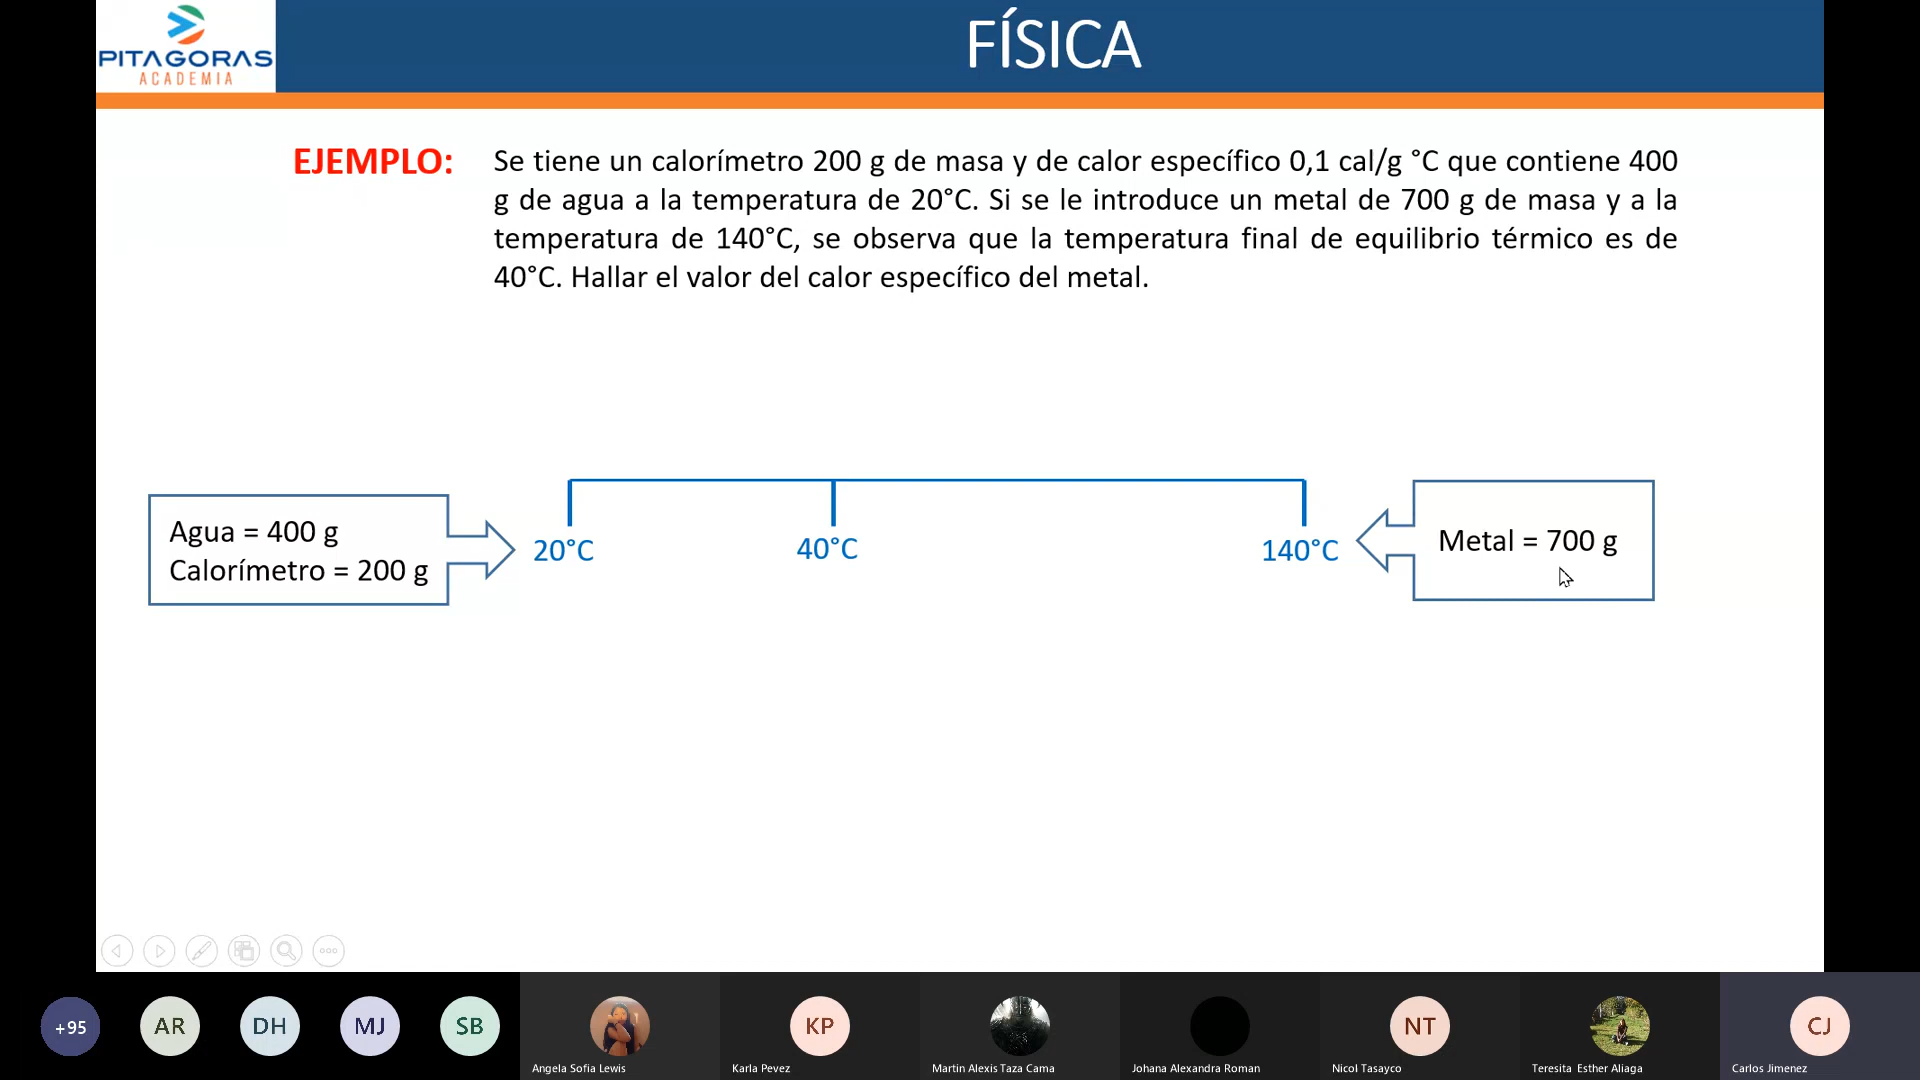 PITAGORAS
ACADEMIA
FÍSICA
EJEMPLO:
Se tiene un calorímetro 200 g de masa y de calor específico 0,1 cal/g °C que contiene 400
g de agua a la temperatura de 20°C. Si se le introduce un metal de 700 g de masa y a la
temperatura de 140°C, se observa que la temperatura final de equilibrio térmico es de
40°C. Hallar el valor del calor específico del metal.
Agua = 400 g
Calorímetro = 200 g
20°C
40°C
140°C
Metal = 700 g
+95
AR
DH
MJ
SB
KP
NT
CJ
Angela Sofia Lewis
Karla Pevez
Martin Alexis Taza Cama
Johana Alexandra Roman
Nicol Tasayco
Teresita Esther Aliaga
Carlos Jimenez